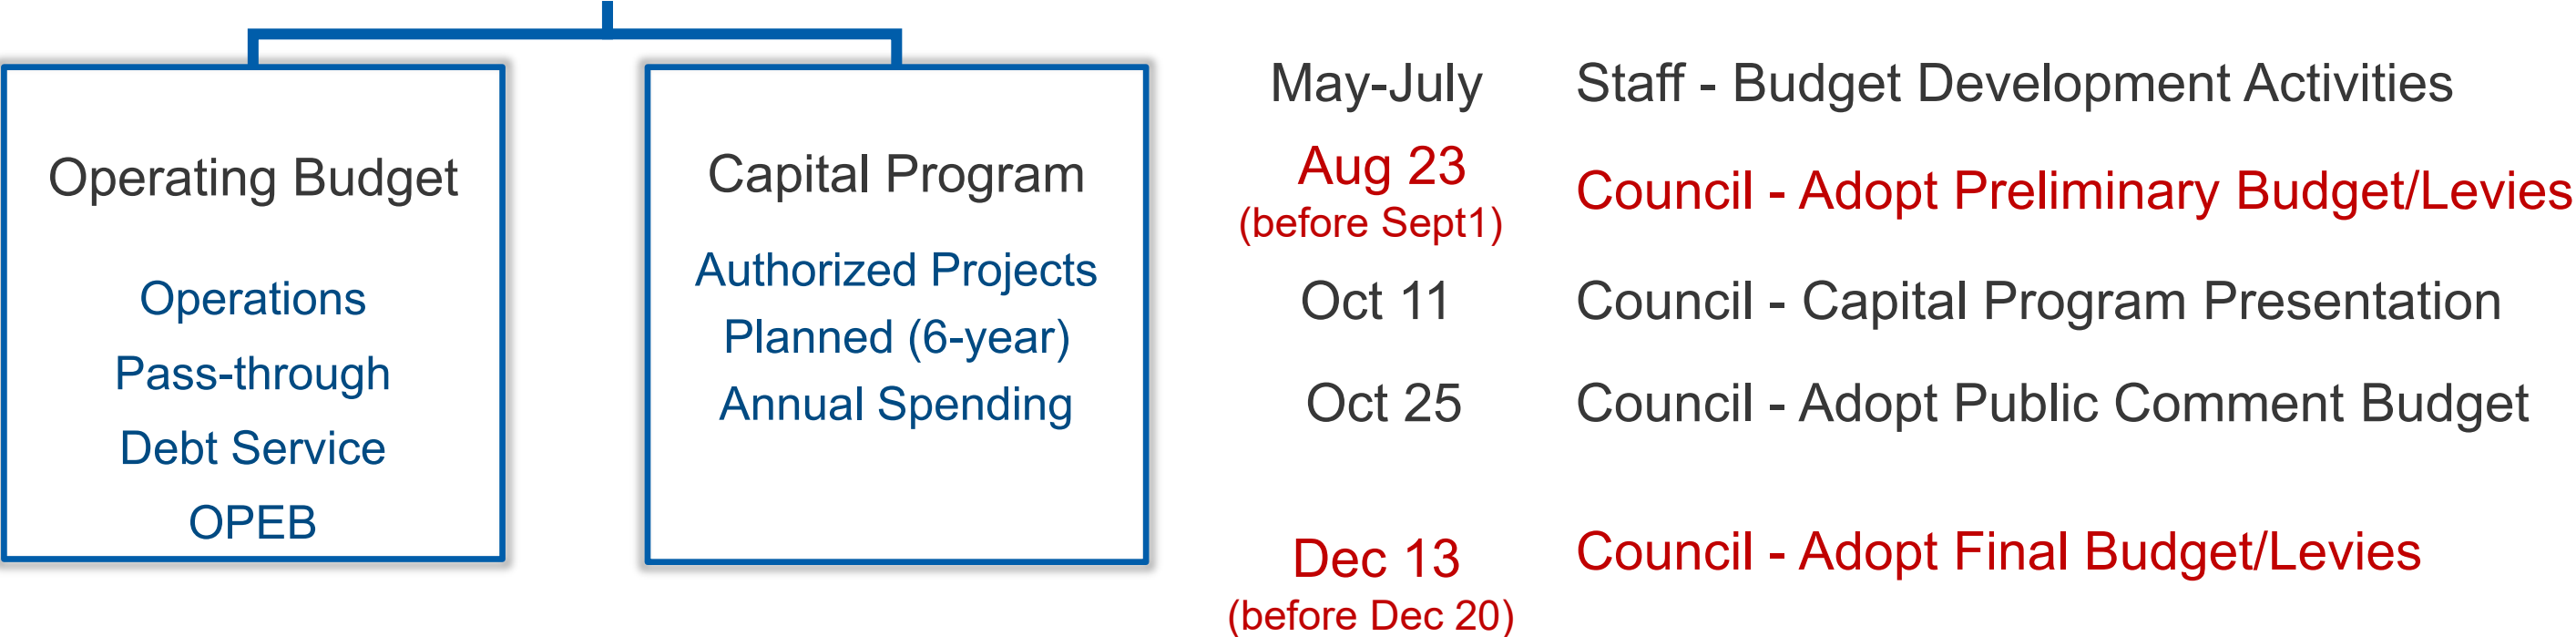 Operating Budget
Operations
Pass-through
Debt Service
OPEB
Capital Program
Authorized Projects
Planned (6-year)
Annual Spending
May-July Staff - Budget Development Activities
Aug 23
(before Sept1)
Council - Adopt Preliminary Budget/Levies
Oct 11 Council - Capital Program Presentation
Oct 25 Council - Adopt Public Comment Budget
Dec 13
(before Dec 20)
Council - Adopt Final Budget/Levies